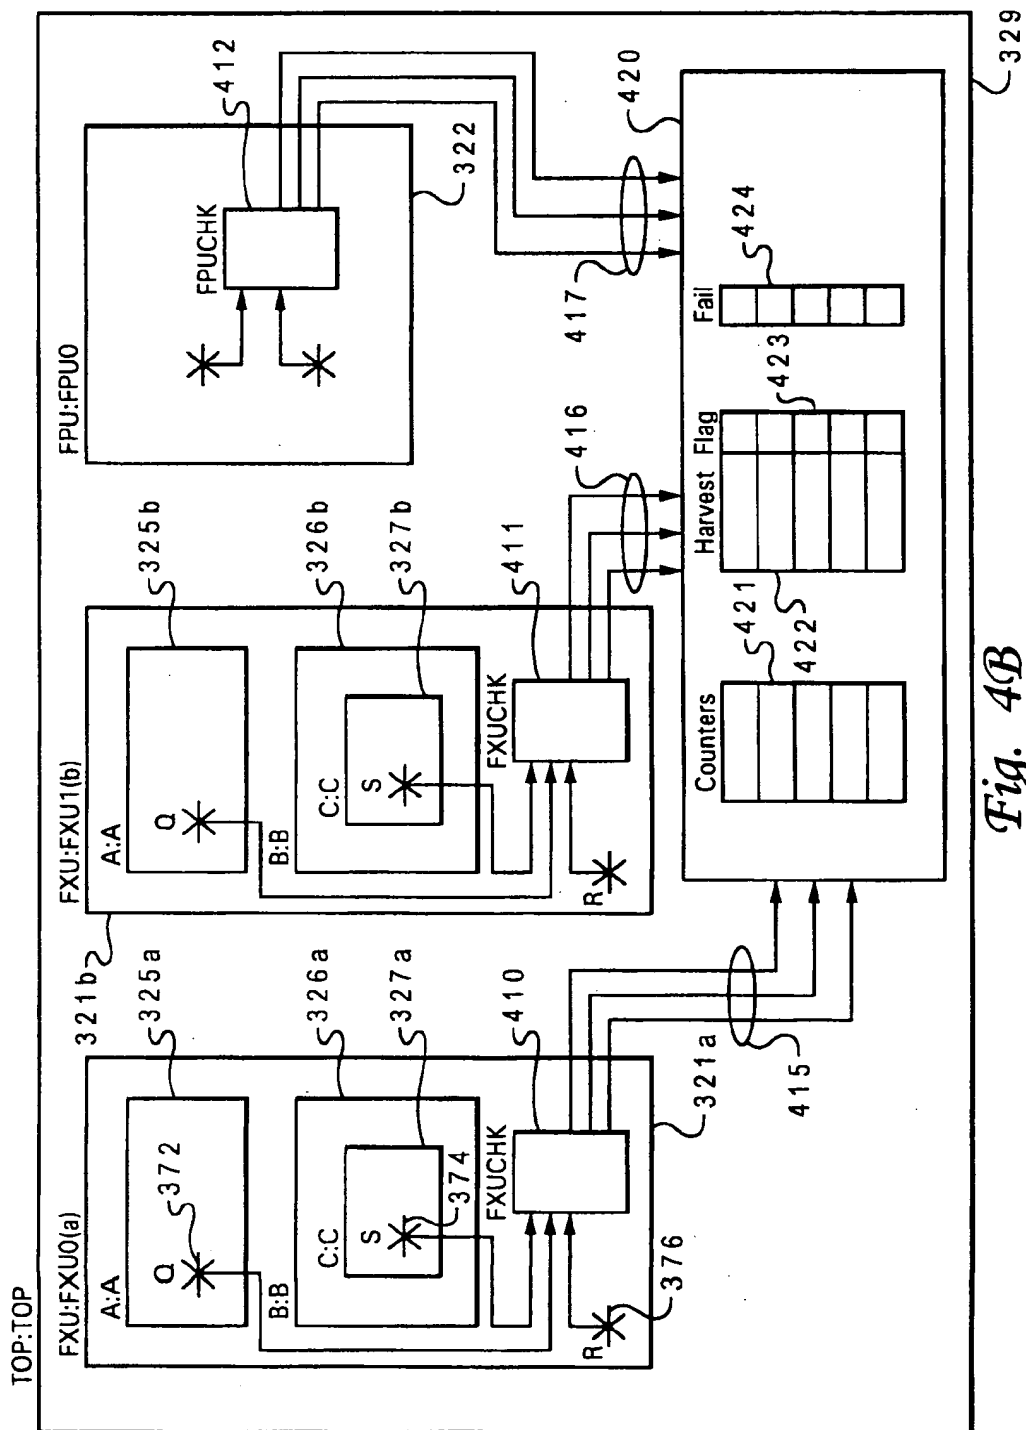 TOP:TOP
FXU:FXU0(a)
A:A
Q
372
325a
B:B
C:C
S
374
326a
327a
FXUCHK
410
R
376
321a
415
321b
FXU:FXU1(b)
A:A
Q
325b
B:B
C:C
S
326b
327b
FXUCHK
411
R
416
FPU:FPU0
FPUCHK
412
322
417
420
Counters
421
422
Harvest Flag
423
Fail
424
329
Fig. 4B